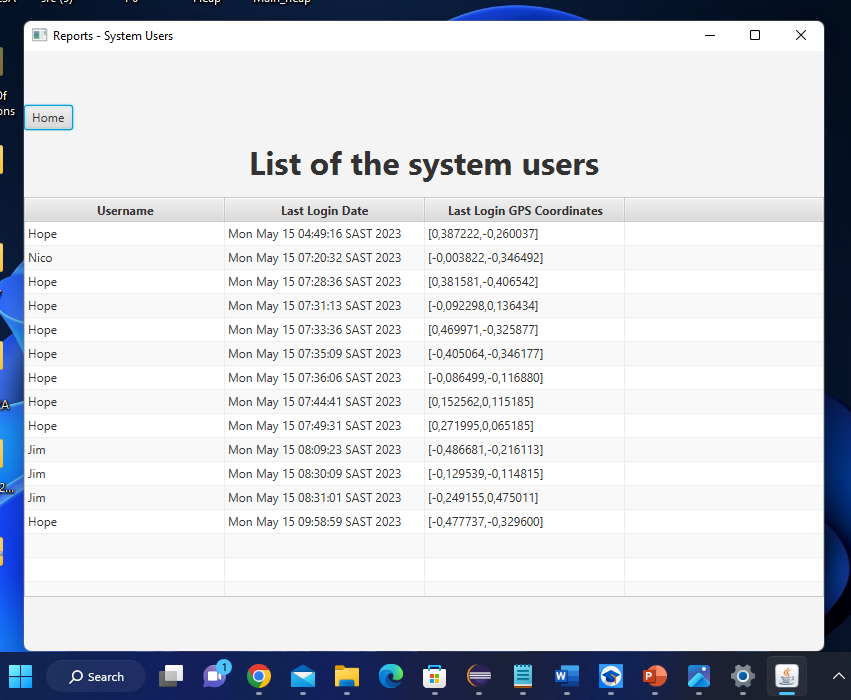 src (3) P6 Heap Main_heap
Reports - System Users
Of
ons
Home
List of the system users
Username Last Login Date Last Login GPS Coordinates
Hope Mon May 15 04:49:16 SAST 2023 [0,387222,-0,260037]
Nico Mon May 15 07:20:32 SAST 2023 [-0,003822,-0,346492]
Hope Mon May 15 07:28:36 SAST 2023 [0,381581,-0,406542]
Hope Mon May 15 07:31:13 SAST 2023 [-0,092298,0,136434]
Hope Mon May 15 07:33:36 SAST 2023 [0,469971,-0,325877]
Hope Mon May 15 07:35:09 SAST 2023 [-0,405064,-0,346177]
Hope Mon May 15 07:36:06 SAST 2023 [-0,086499,-0,116880]
Hope Mon May 15 07:44:41 SAST 2023 [0,152562,0,115185]
Hope Mon May 15 07:49:31 SAST 2023 [0,271995,0,065185]
Jim Mon May 15 08:09:23 SAST 2023 [-0,486681,-0,216113]
Jim Mon May 15 08:30:09 SAST 2023 [-0,129539,-0,114815]
Jim Mon May 15 08:31:01 SAST 2023 [-0,249155,0,475011]
Hope Mon May 15 09:58:59 SAST 2023 [-0,477737,-0,329600]
A
2...
Search
1